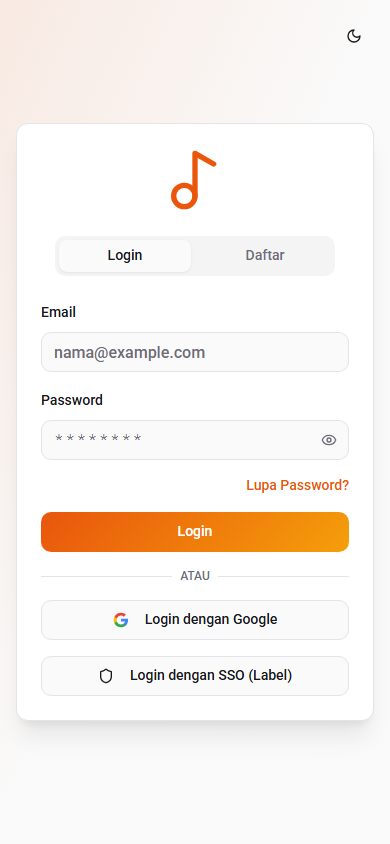 Login
Daftar
Email
nama@example.com
Password
********
Lupa Password?
Login
ATAU
Login dengan Google
Login dengan SSO (Label)